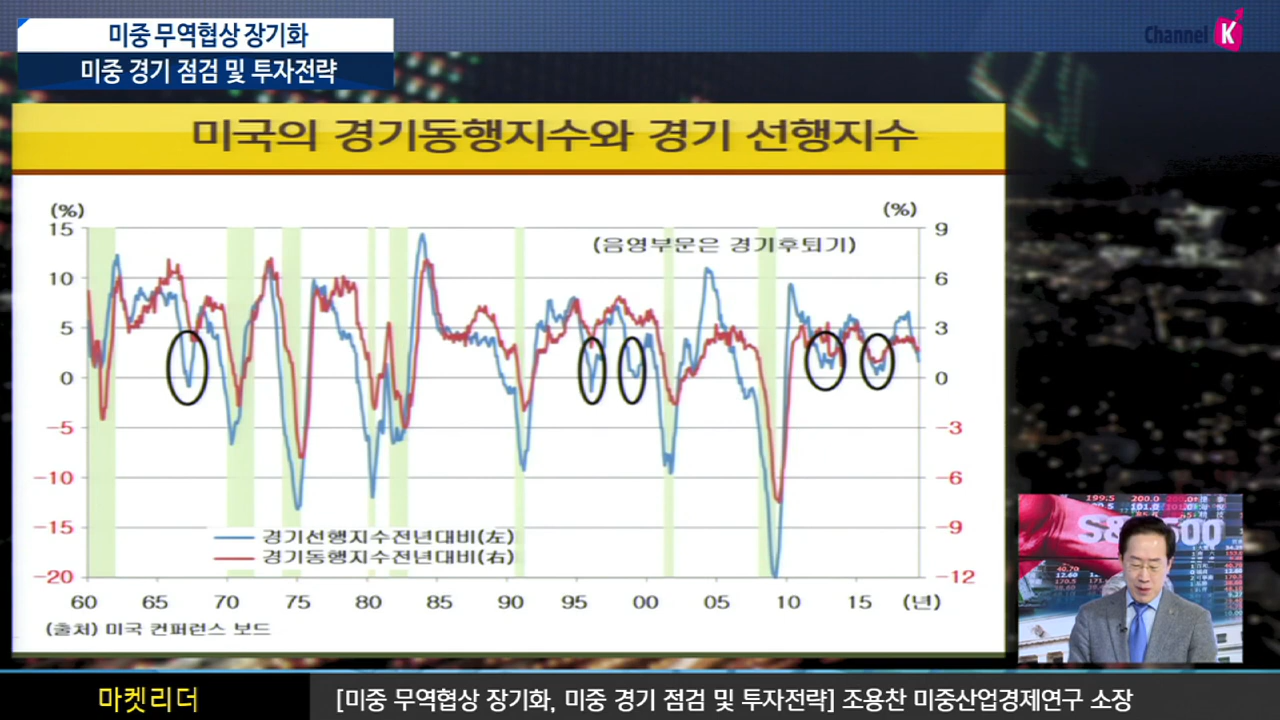 미중 무역협상 장기화
미중 경기 점검 및 투자전략
Channel K
미국의 경기동행지수와 경기 선행지수
(%)
(%)
(음영부문은 경기후퇴기)
15
10
5
0
-5
-10
-15
-20
9
6
3
0
-3
-6
-9
-12
경기선행지수전년대비(左)
경기동행지수전년대비(右)
60 65 70 75 80 85 90 95 00 05 10 15 (년)
(출처) 미국 컨퍼런스 보드
199.5 200.0
S&P500
마켓리더
[미중 무역협상 장기화, 미중 경기 점검 및 투자전략] 조용찬 미중산업경제연구 소장